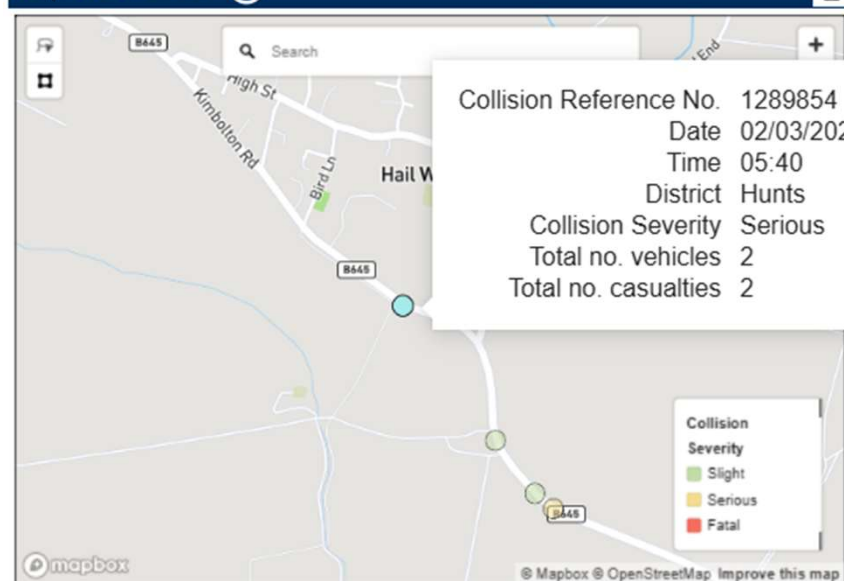 B645
Search
High St
End
Kimbolton Rd
Bird Ln
Hail W
B645
Collision Reference No. 1289854
Date 02/03/202
Time 05:40
District Hunts
Collision Severity Serious
Total no. vehicles 2
Total no. casualties 2
Collision
Severity
Slight
Serious
Fatal
B645
mapbox
© Mapbox © OpenStreetMap Improve this map